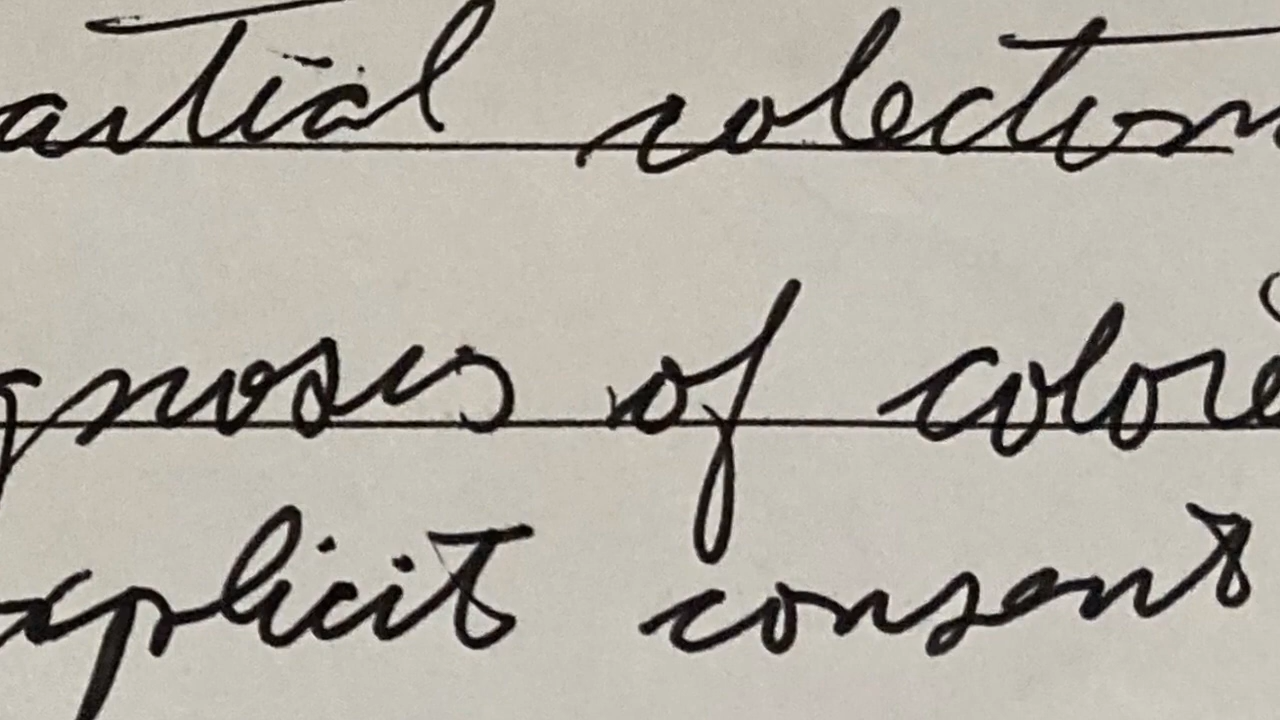 artial colection
gnosis of colore
xplicit consent